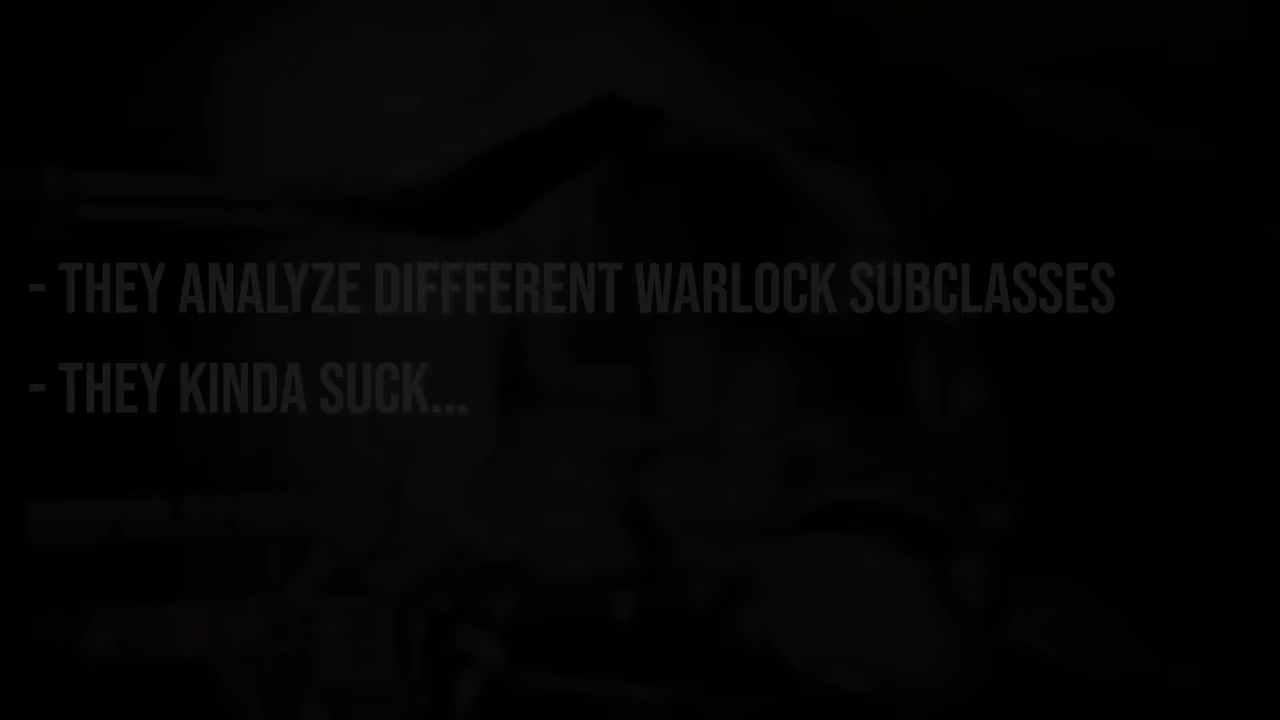 - THEY ANALYZE DIFFFERENT WARLOCK SUBCLASSES
- THEY KINDA SUCK...